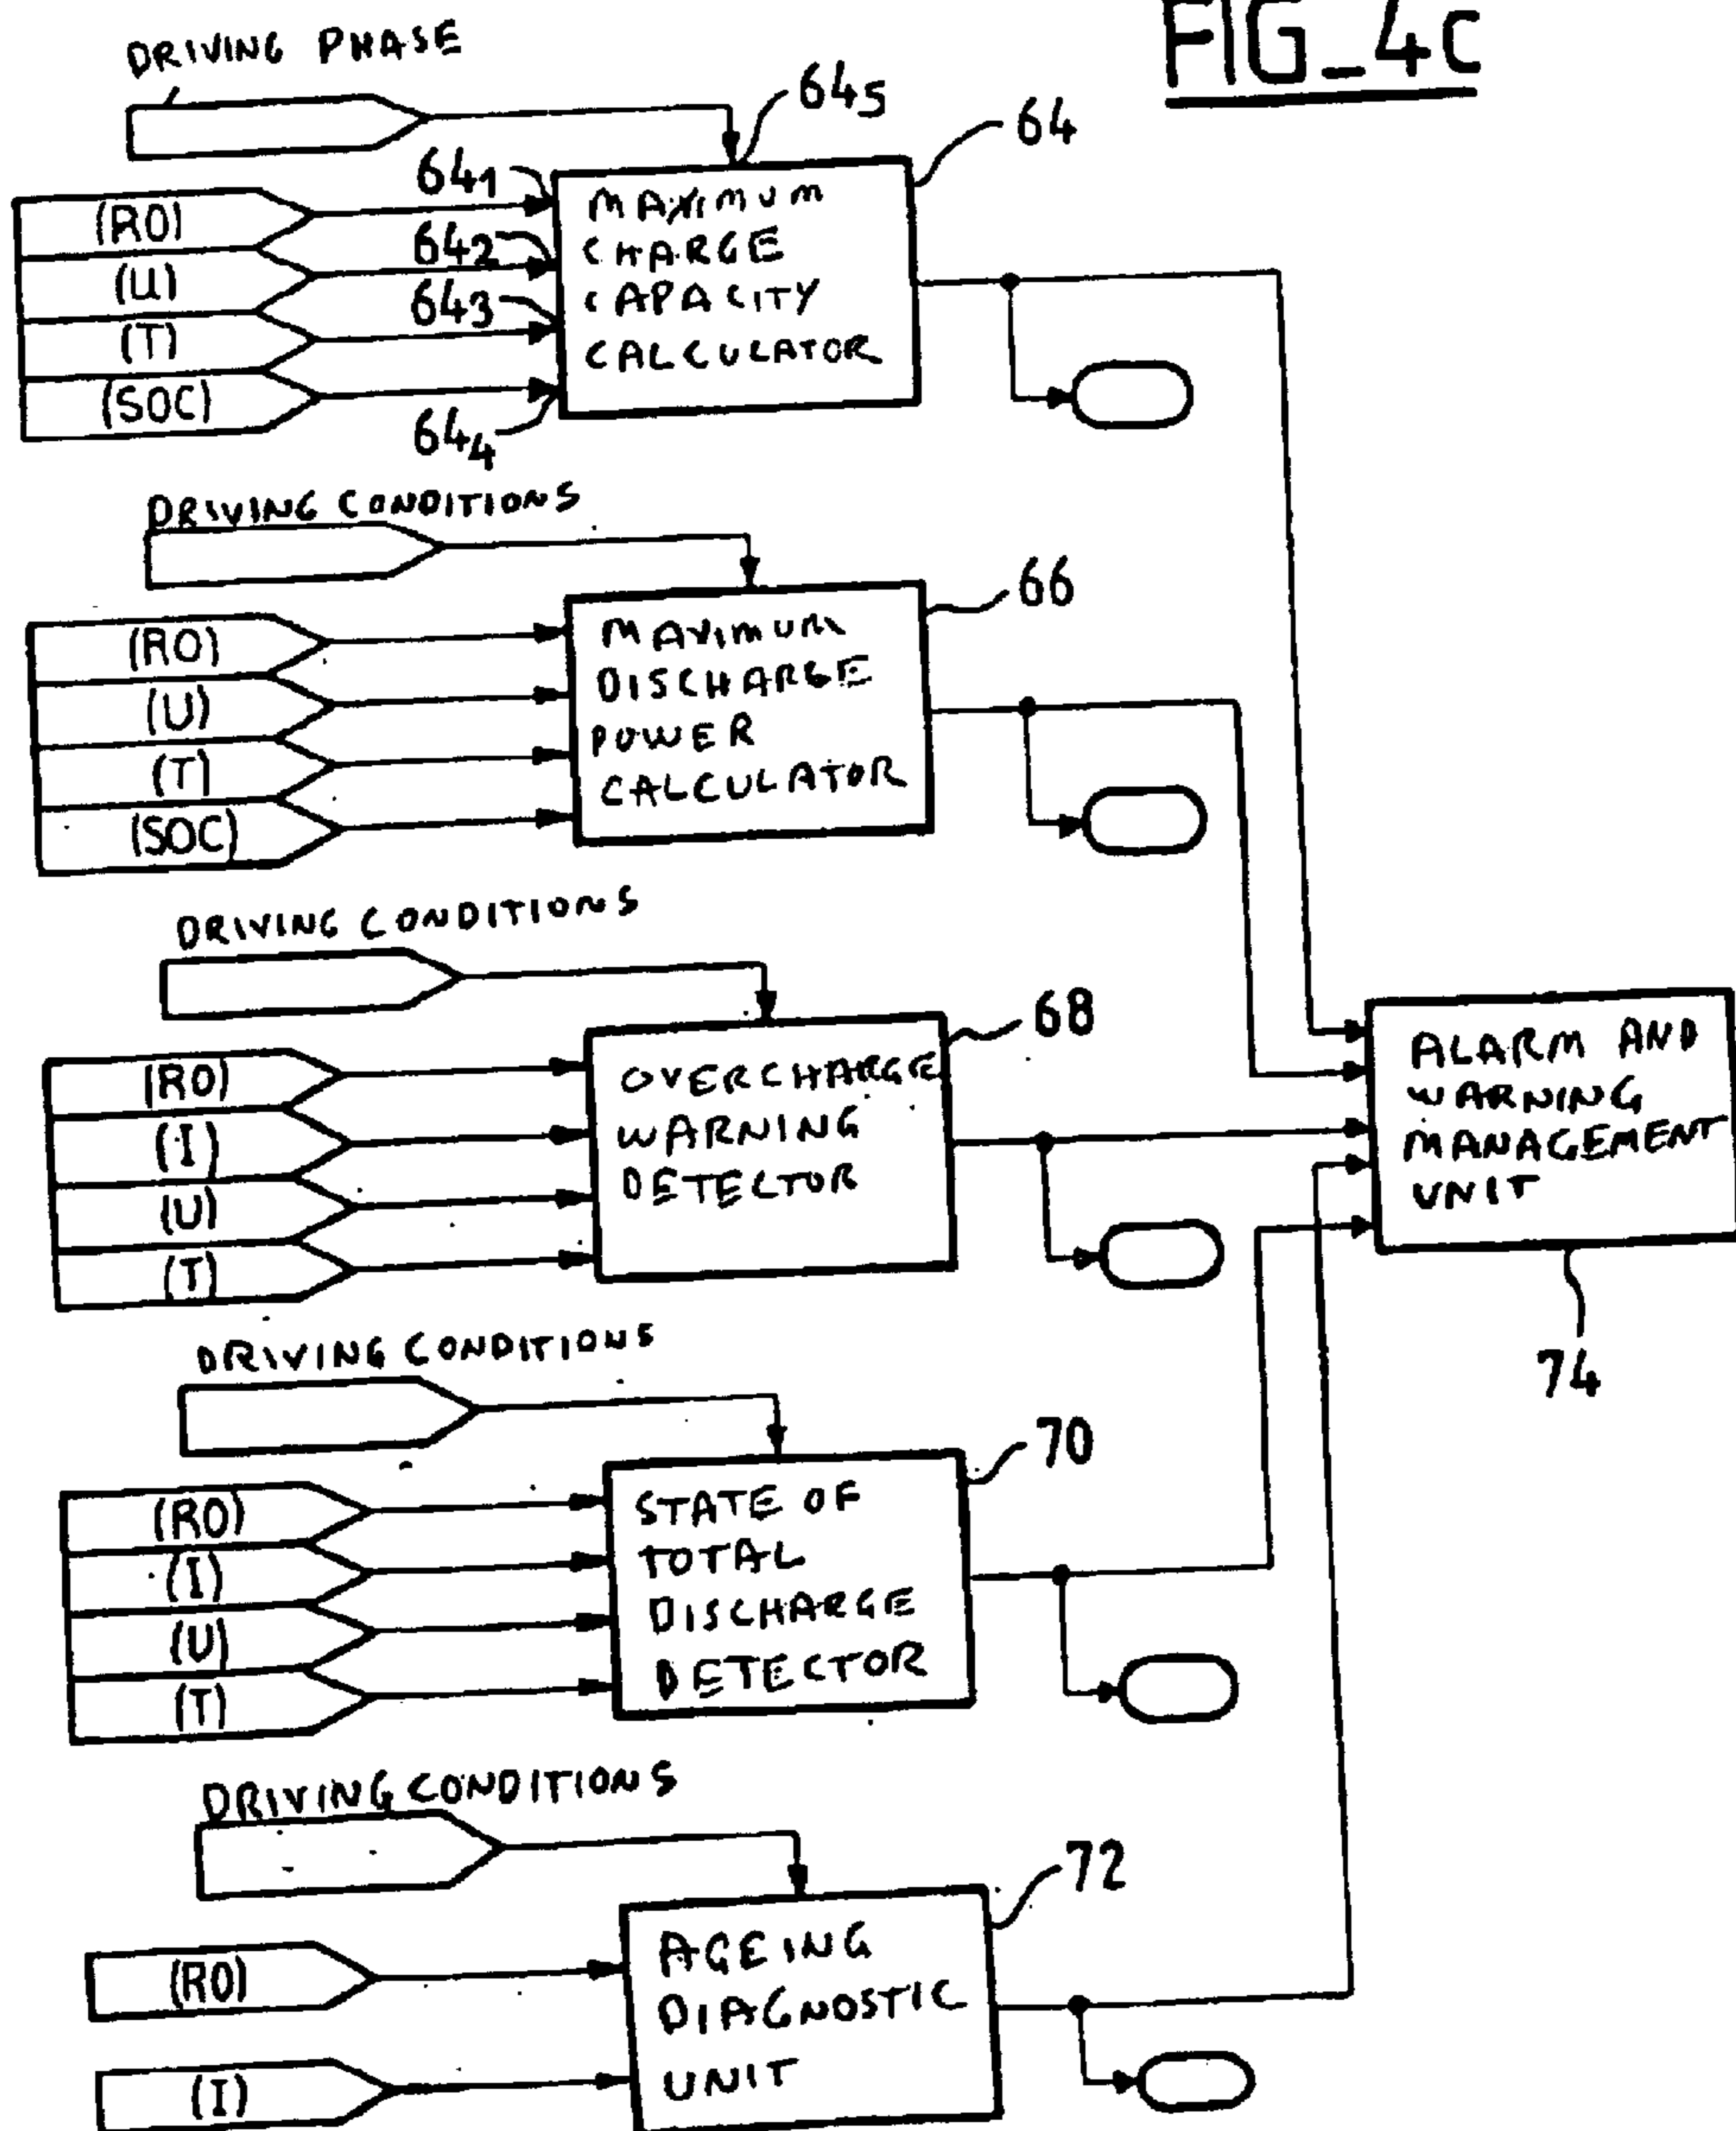 FIG_4C
DRIVING PHASE
645
64
641
(RO)
642
(U)
643
(T)
(SOC)
644
MAXIMUM
CHARGE
CAPACITY
CALCULATOR
DRIVING CONDITIONS
66
(RO)
(U)
(T)
(SOC)
MAXIMUM
DISCHARGE
POWER
CALCULATOR
DRIVING CONDITIONS
68
(RO)
(I)
(U)
(T)
OVERCHARGE
WARNING
DETECTOR
ALARM AND
WARNING
MANAGEMENT
UNIT
74
DRIVING CONDITIONS
70
(RO)
(I)
(U)
(T)
STATE OF
TOTAL
DISCHARGE
DETECTOR
DRIVING CONDITIONS
72
(RO)
(I)
AGEING
DIAGNOSTIC
UNIT